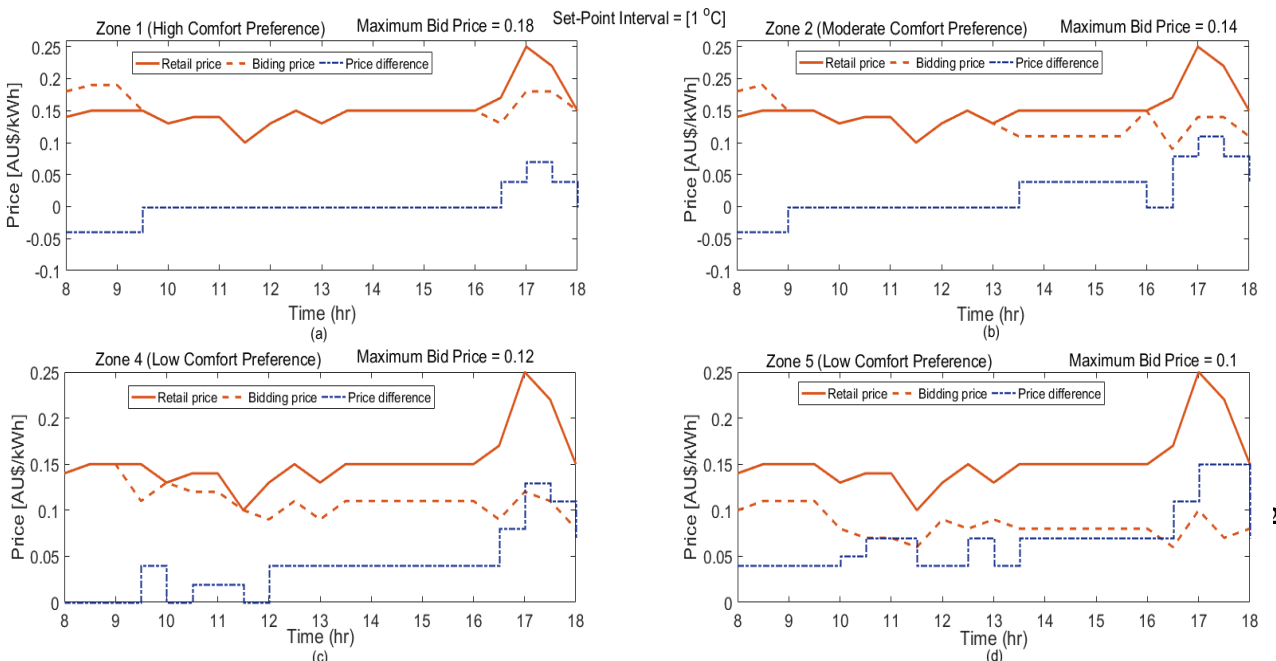 Set-Point Interval = [1 °C]
Zone 1 (High Comfort Preference) Maximum Bid Price = 0.18
Retail price Biding price Price difference
0.25
0.2
0.15
0.1
0.05
0
-0.05
-0.1
Price [AU$/kWh]
8 9 10 11 12 13 14 15 16 17 18
Time (hr)
(a)
Zone 2 (Moderate Comfort Preference) Maximum Bid Price = 0.14
Retail price Bidding price Price difference
0.25
0.2
0.15
0.1
0.05
0
-0.05
-0.1
Price [AU$/kWh]
8 9 10 11 12 13 14 15 16 17 18
Time (hr)
(b)
Zone 4 (Low Comfort Preference) Maximum Bid Price = 0.12
Retail price Bidding price Price difference
0.25
0.2
0.15
0.1
0.05
0
Price [AU$/kWh]
8 9 10 11 12 13 14 15 16 17 18
Time (hr)
(c)
Zone 5 (Low Comfort Preference) Maximum Bid Price = 0.1
Retail price Bidding price Price difference
0.25
0.2
0.15
0.1
0.05
0
Price [AU$/kWh]
8 9 10 11 12 13 14 15 16 17 18
Time (hr)
(d)